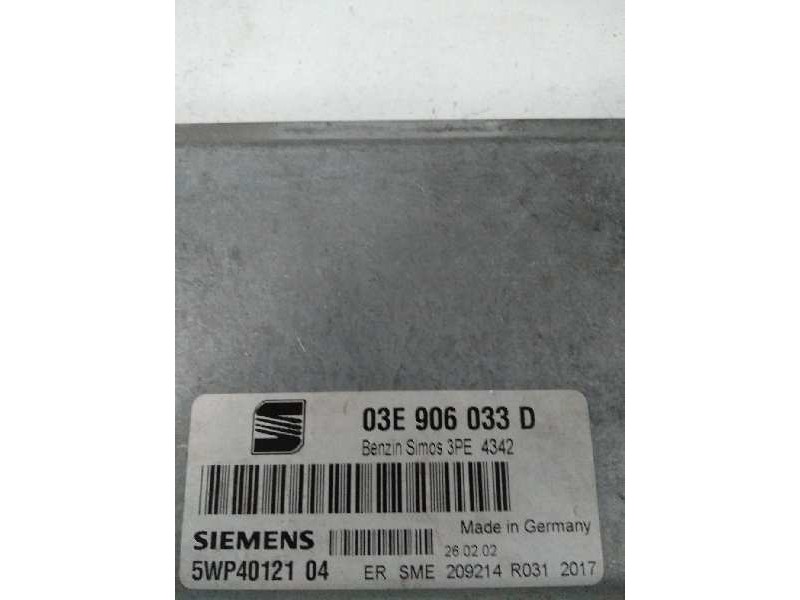 03E 906 033 D
Benzin Simos 3PE 4342
Made in Germany
SIEMENS
26.02.02
5WP40121 04 ER SME 209214 R031 2017